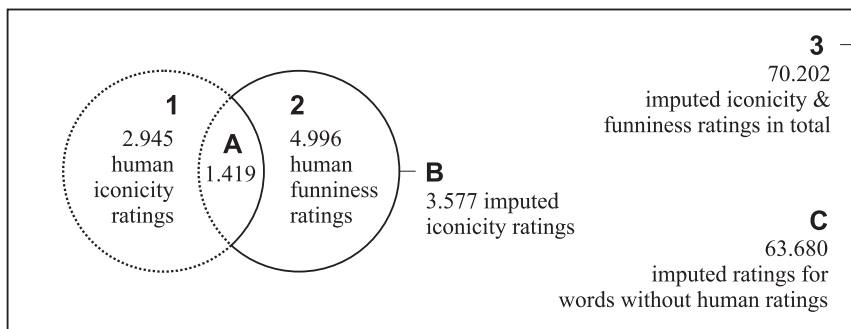 1
2.945
human
iconicity
ratings
A
1.419
2
4.996
human
funniness
ratings
B
3.577 imputed
iconicity ratings
3
70.202
imputed iconicity &
funniness ratings in total
C
63.680
imputed ratings for
words without human ratings